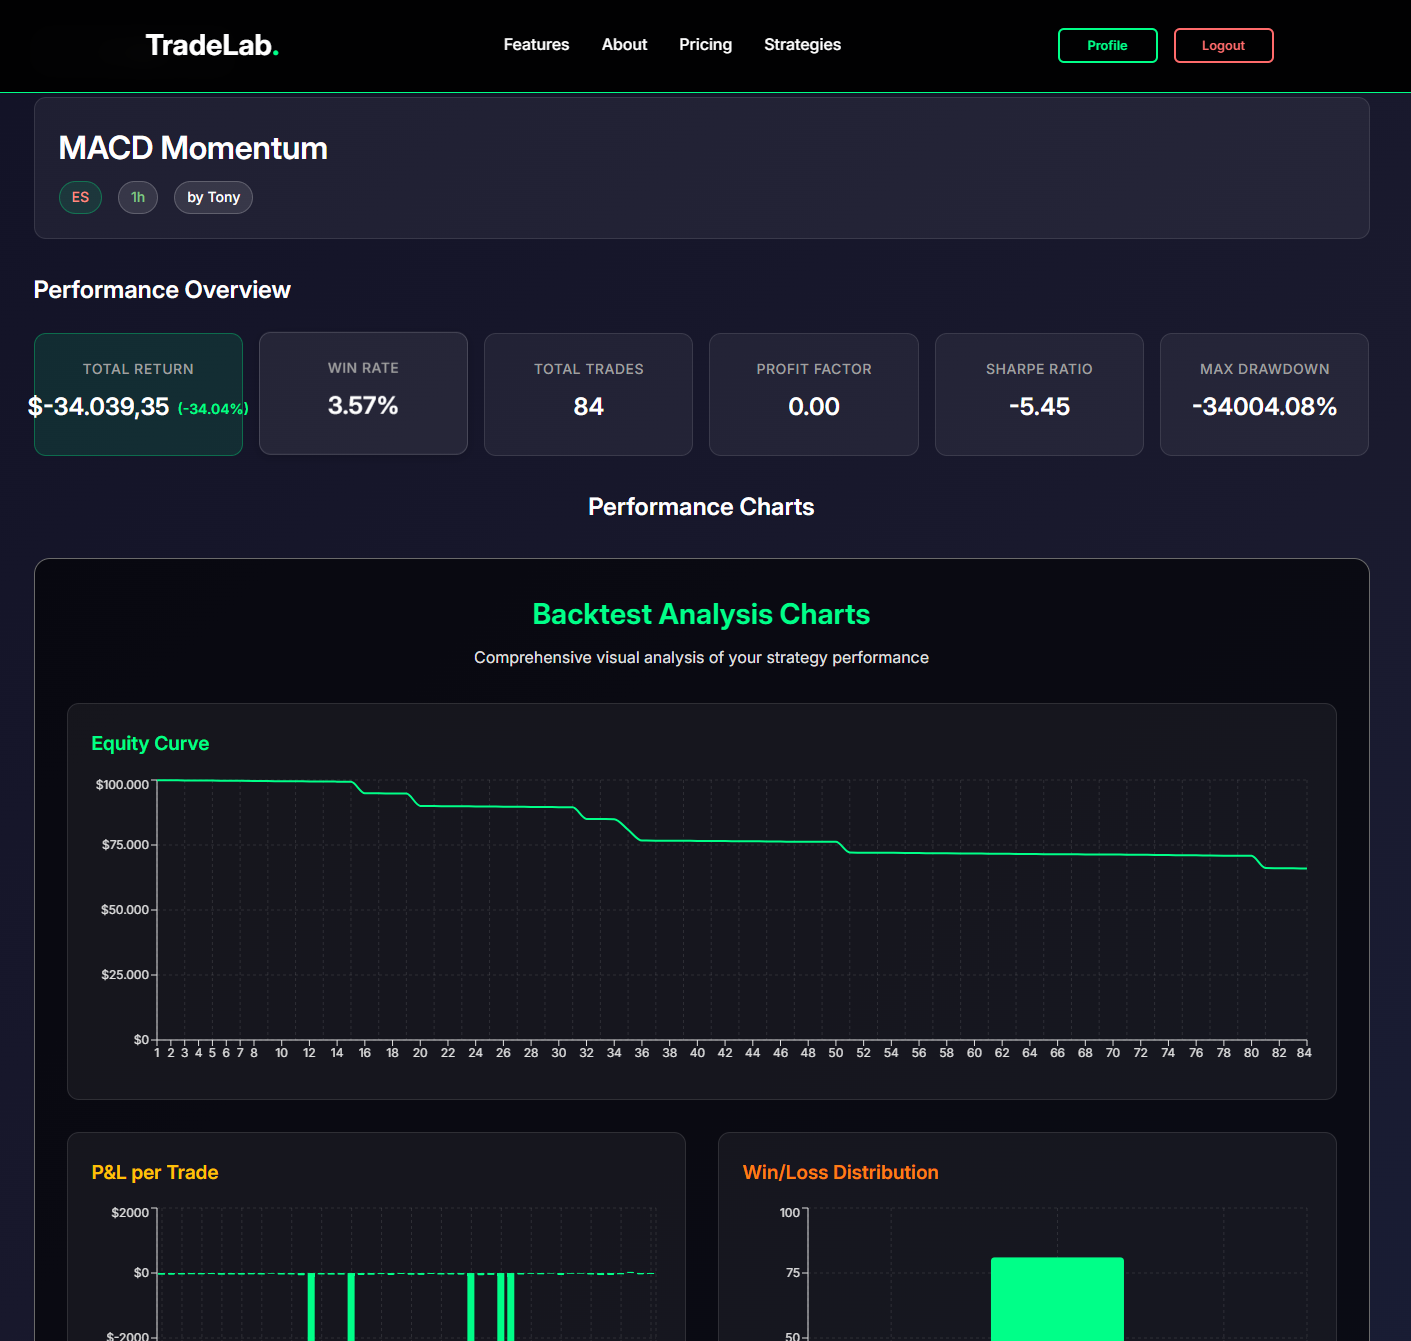 TradeLab.
Features About Pricing Strategies
Profile Logout
MACD Momentum
ES 1h by Tony
Performance Overview
TOTAL RETURN
$-34.039,35 (-34.04%)
WIN RATE
3.57%
TOTAL TRADES
84
PROFIT FACTOR
0.00
SHARPE RATIO
-5.45
MAX DRAWDOWN
-34004.08%
Performance Charts
Backtest Analysis Charts
Comprehensive visual analysis of your strategy performance
Equity Curve
$100.000
$75.000
$50.000
$25.000
$0
1 2 3 4 5 6 7 8 10 12 14 16 18 20 22 24 26 28 30 32 34 36 38 40 42 44 46 48 50 52 54 56 58 60 62 64 66 68 70 72 74 76 78 80 82 84
P&L per Trade
$2000
$0
$-2000
Win/Loss Distribution
100
75
50